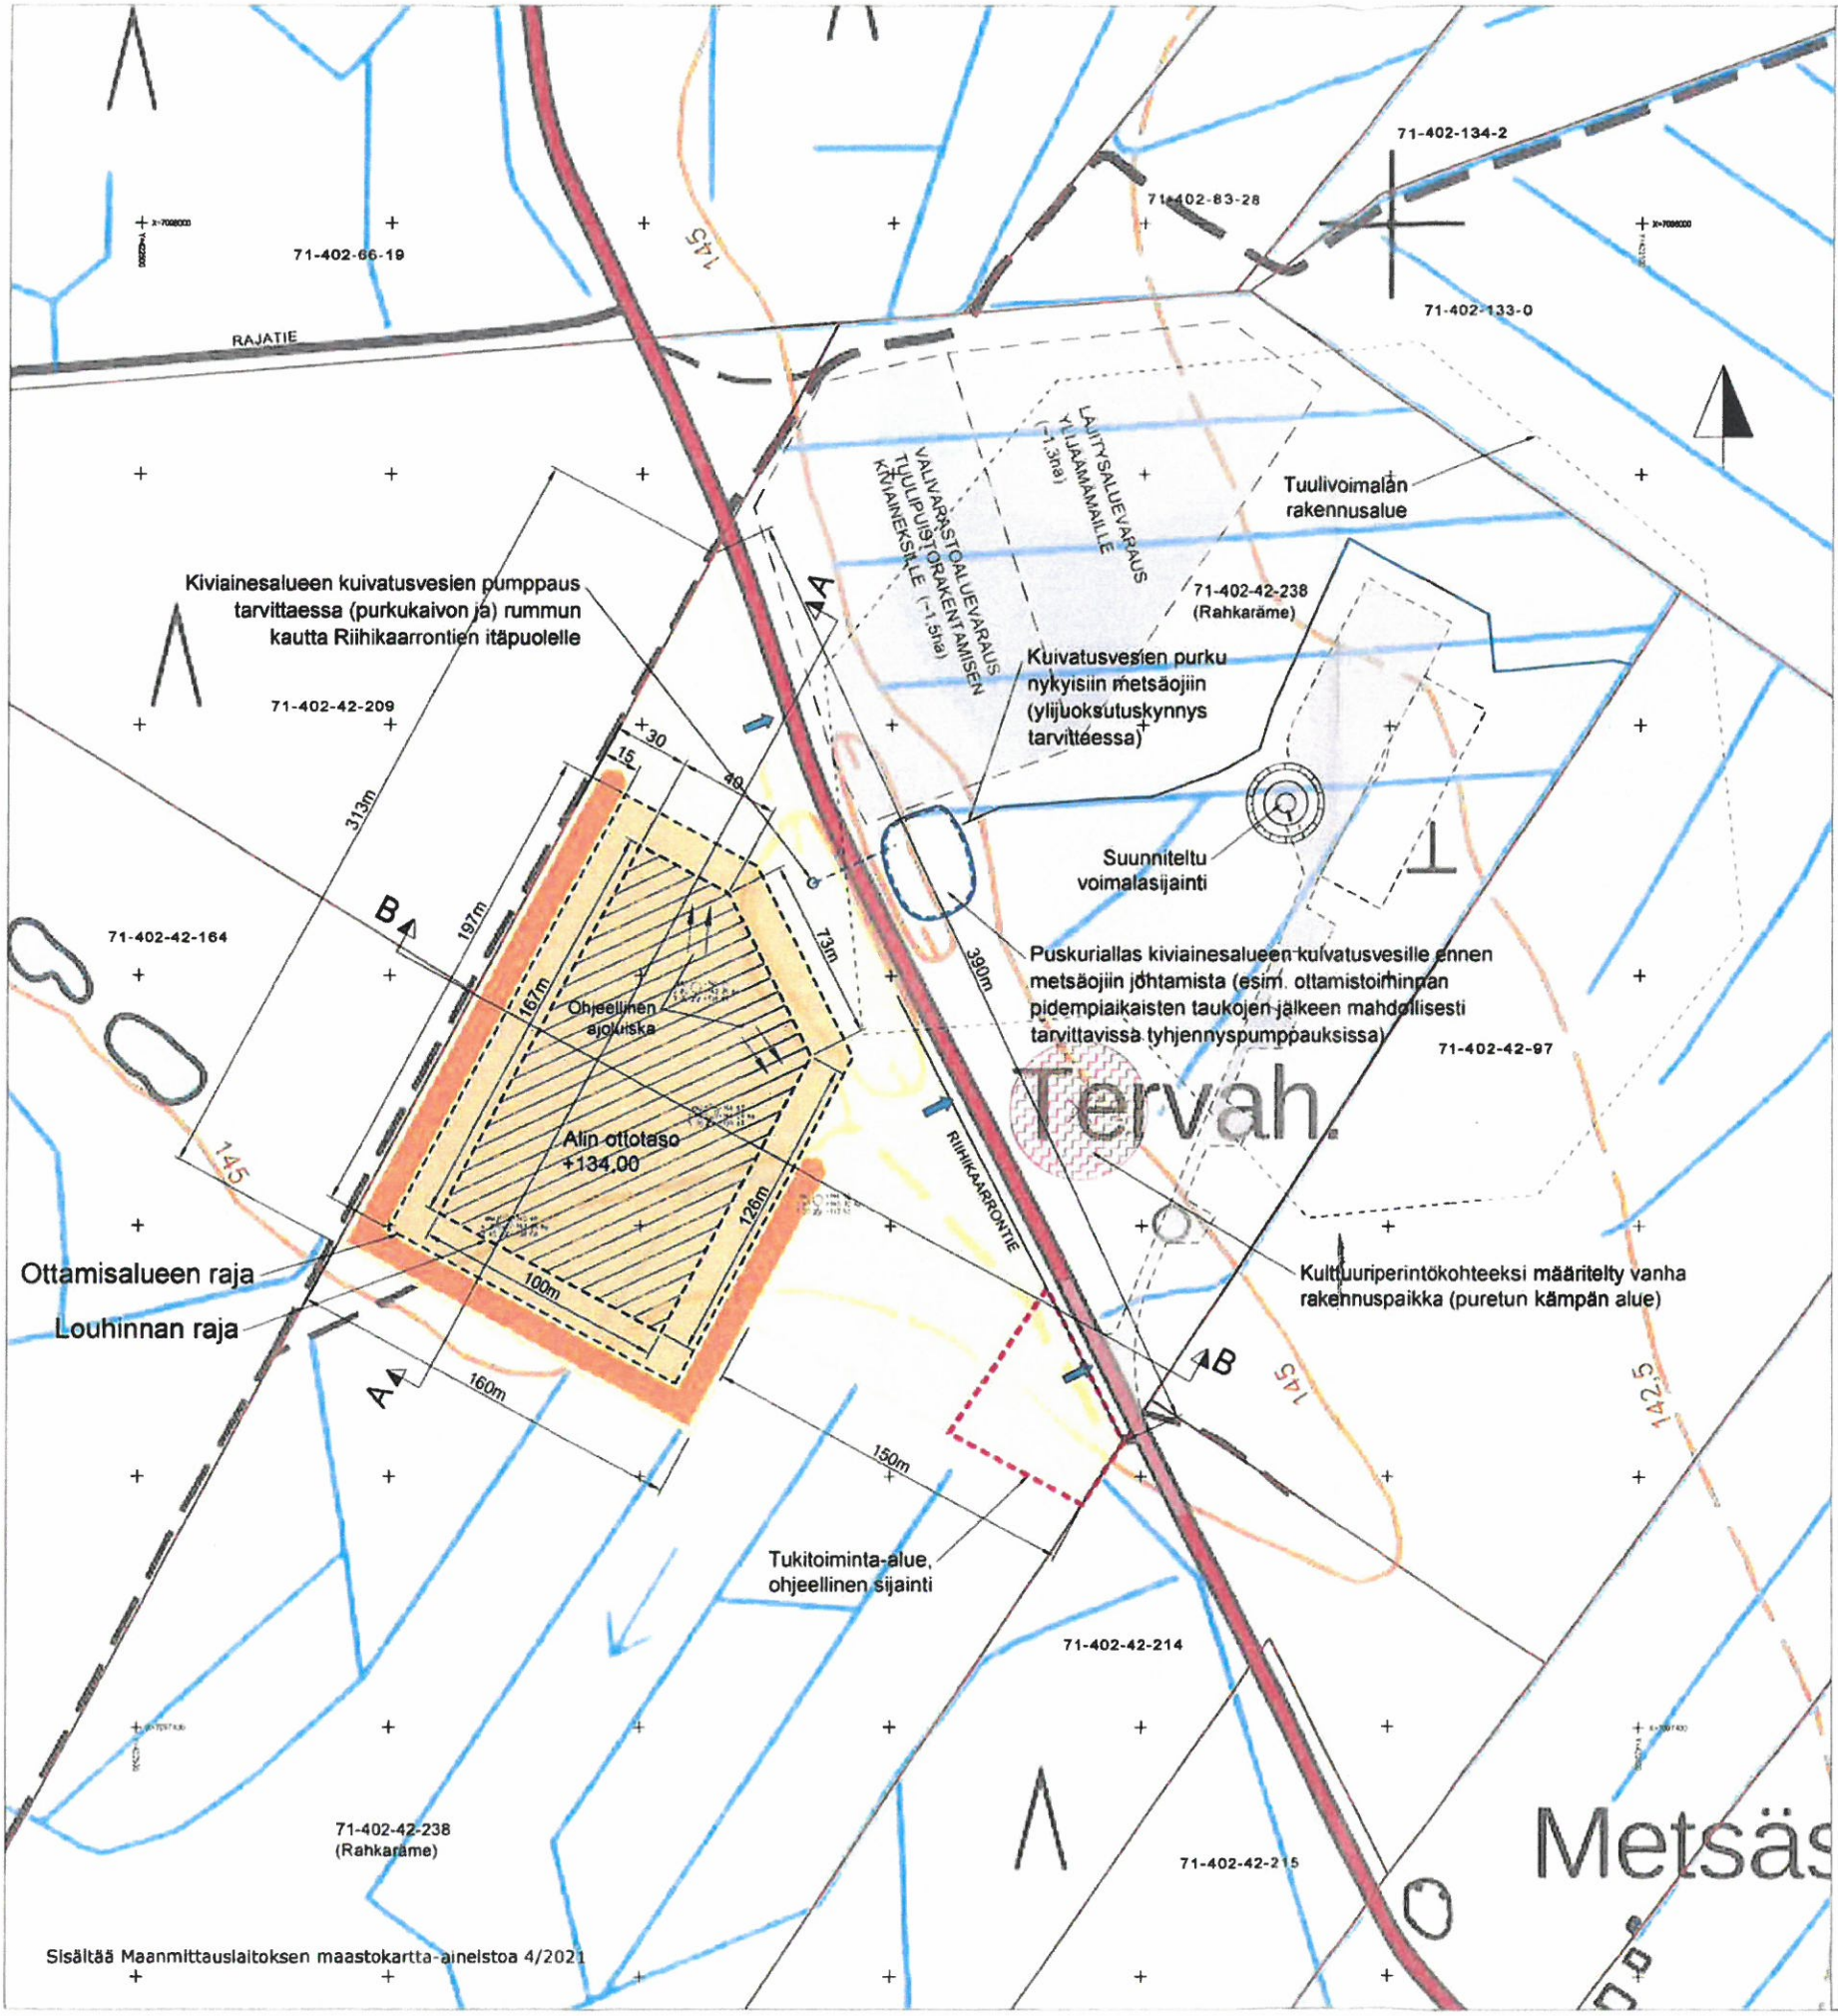 71-402-134-2
71-402-83-28
X=7098000
X=7098000
71-402-66-19
145
71-402-133-0
RAJATIE
LÄJITYSALUEVARAUS
YLIJÄÄMÄMAILLE
(~1,3ha)
VÄLIVARASTOALUEVARAUS
TUULIPUISTORAKENTAMISEN
KIVIAINEKSILLE (~1,5ha)
Tuulivoimalan
rakennusalue
Kiviainesalueen kuivatusvesien pumppaus
tarvittaessa (purkukaivon ja) rummun
kautta Riihikaarrontien itäpuolelle
A
71-402-42-238
(Rahkaräme)
Kuivatusvesien purku
nykyisiin metsäojiin
(ylijuoksutuskynnys
tarvittaessa)
71-402-42-209
30
15
40
313m
Suunniteltu
voimalasijainti
B
197m
71-402-42-164
73m
390m
Puskuriallas kiviainesalueen kuivatusvesille ennen
metsäojiin johtamista (esim. ottamistoiminnan
pidempiaikaisten taukojen jälkeen mahdollisesti
tarvittavissa tyhjennyspumppauksissa)
167m
Ohjeellinen
ajoluiska
71-402-42-97
Tervah.
Alin ottotaso
+134,00
145
RIIHIKAARRONTIE
126m
Ottamisalueen raja
Louhinnan raja
100m
Kulttuuriperintökohteeksi määritelty vanha
rakennuspaikka (puretun kämpän alue)
A
160m
B
145
142,5
150m
Tukitoiminta-alue,
ohjeellinen sijainti
71-402-42-214
71-402-42-238
(Rahkaräme)
71-402-42-215
Metsäs
Sisältää Maanmittauslaitoksen maastokartta-aineistoa 4/2021